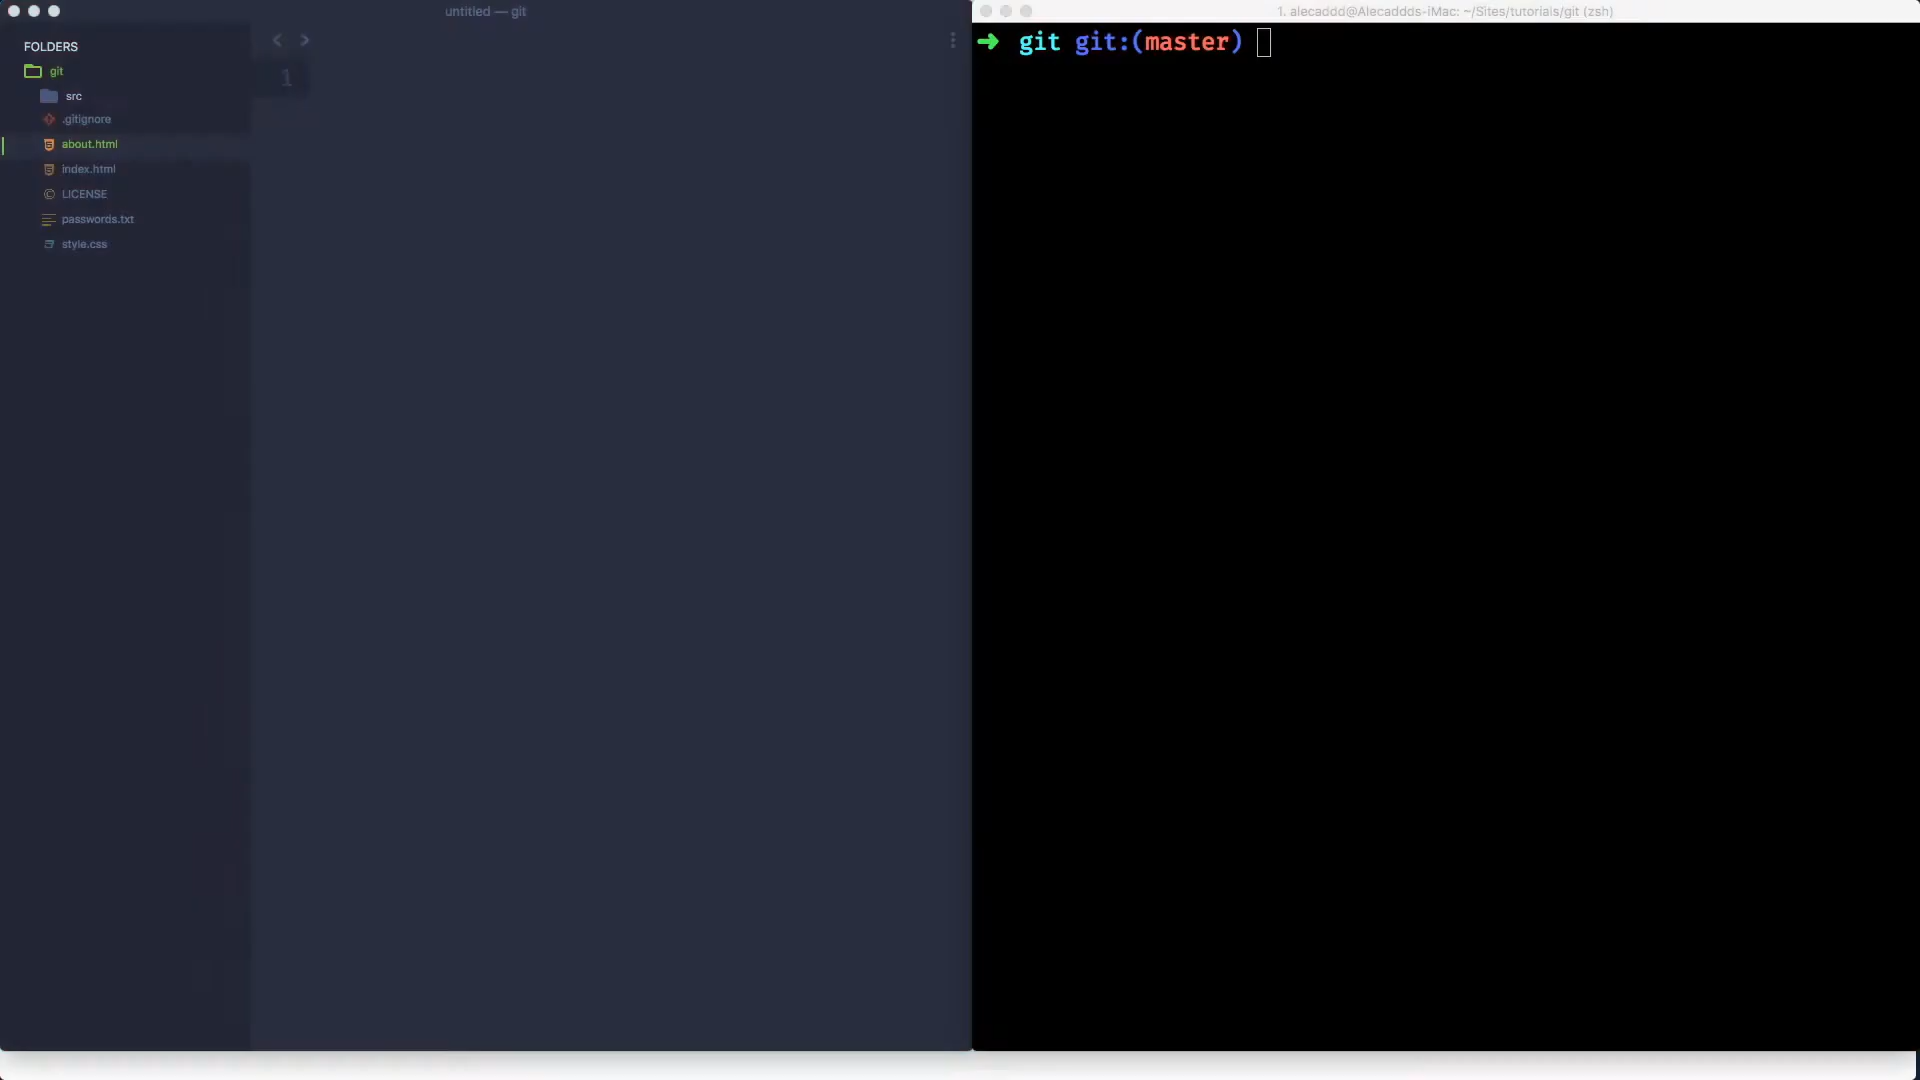 untitled — git
FOLDERS
git
src
.gitignore
about.html
index.html
LICENSE
passwords.txt
style.css
1
1. alecaddd@Alecaddds-iMac: ~/Sites/tutorials/git (zsh)
➜ git git:(master)